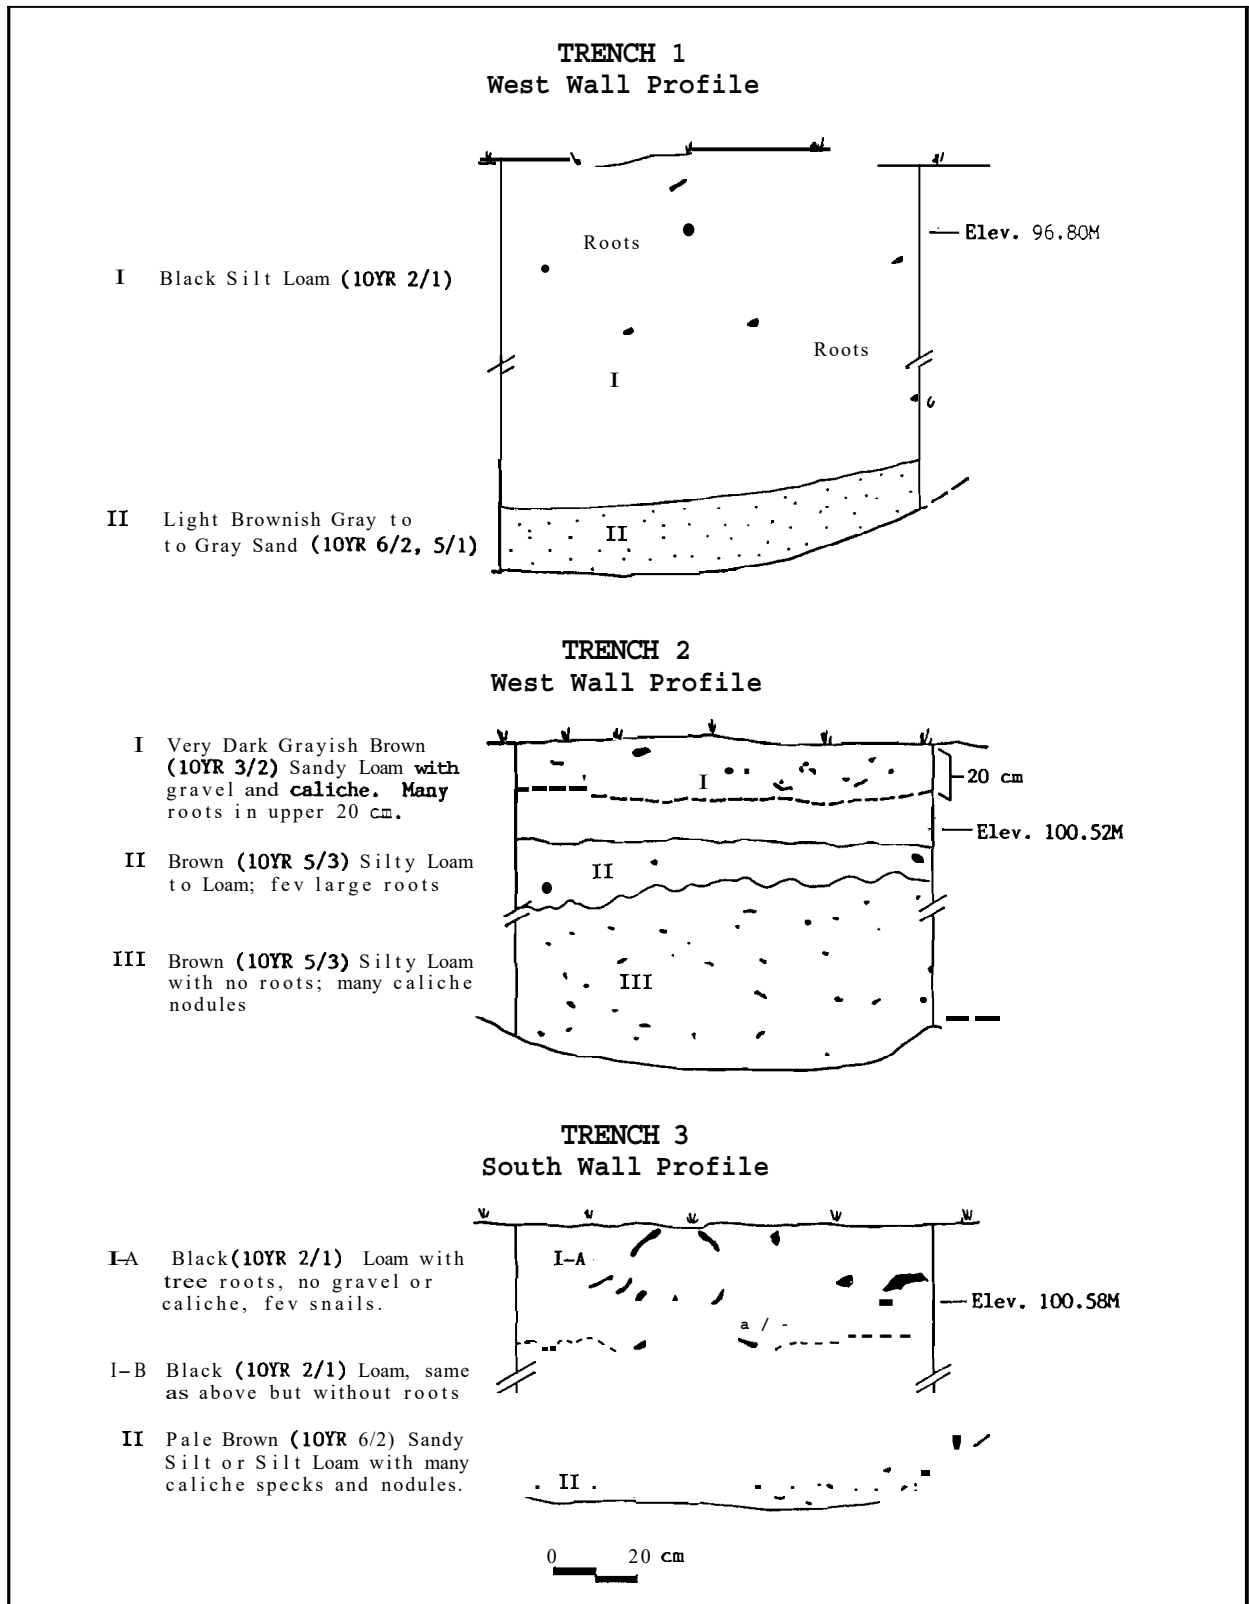 TRENCH 1
West Wall Profile
Elev. 96.80M
Roots
I Black Silt Loam (10YR 2/1)
Roots
I
II Light Brownish Gray to
to Gray Sand (10YR 6/2, 5/1)
II
TRENCH 2
West Wall Profile
I Very Dark Grayish Brown
(10YR 3/2) Sandy Loam with
gravel and caliche. Many
roots in upper 20 cm.
I
20 cm
Elev. 100.52M
II Brown (10YR 5/3) Silty Loam
to Loam; fev large roots
II
III Brown (10YR 5/3) Silty Loam
with no roots; many caliche
nodules
III
TRENCH 3
South Wall Profile
I-A Black(10YR 2/1) Loam with
tree roots, no gravel or
caliche, fev snails.
I-A
Elev. 100.58M
a / -
I-B Black (10YR 2/1) Loam, same
as above but without roots
II Pale Brown (10YR 6/2) Sandy
Silt or Silt Loam with many
caliche specks and nodules.
II
0 20 cm